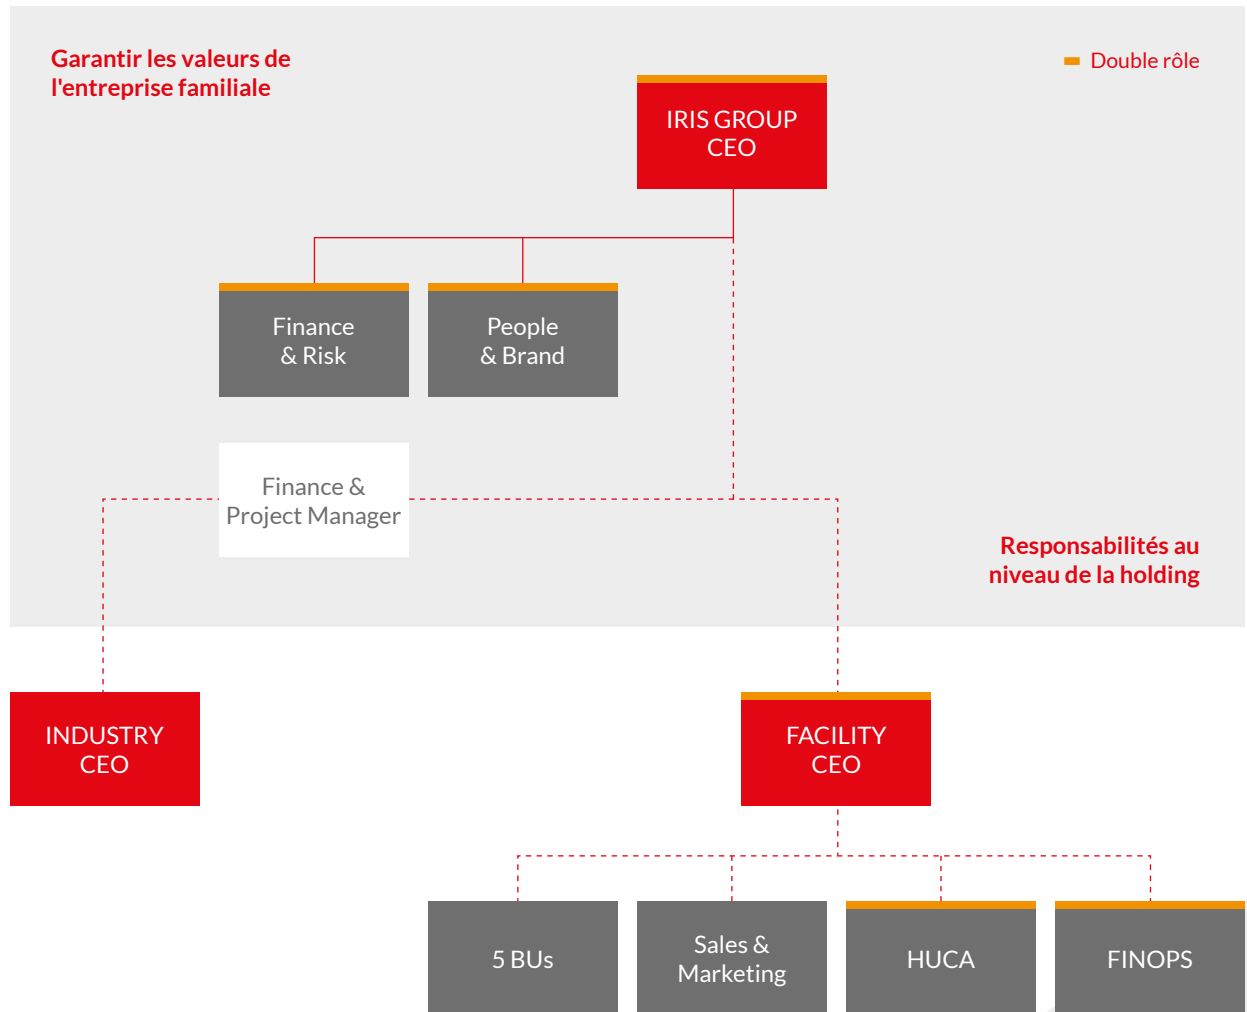 Garantir les valeurs de
l'entreprise familiale
Double rôle
IRIS GROUP
CEO
Finance
& Risk
People
& Brand
Finance &
Project Manager
Responsabilités au
niveau de la holding
INDUSTRY
CEO
FACILITY
CEO
5 BUs
Sales &
Marketing
HUCA
FINOPS